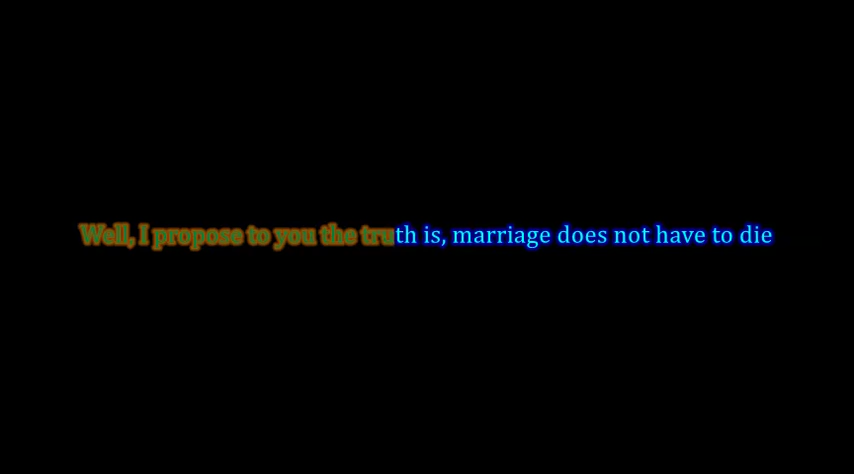 Well, I propose to you the truth is, marriage does not have to die